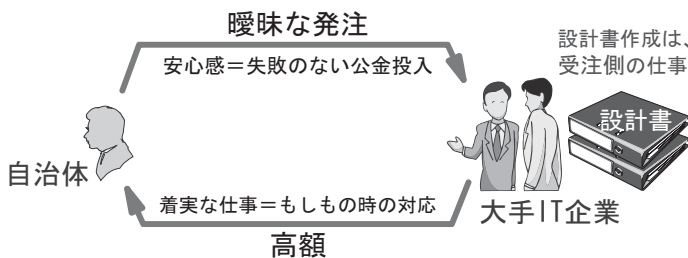 曖昧な発注
安心感=失敗のない公金投入
設計書作成は、
受注側の仕事
設計書
自治体
大手IT企業
着実な仕事=もしもの時の対応
高額